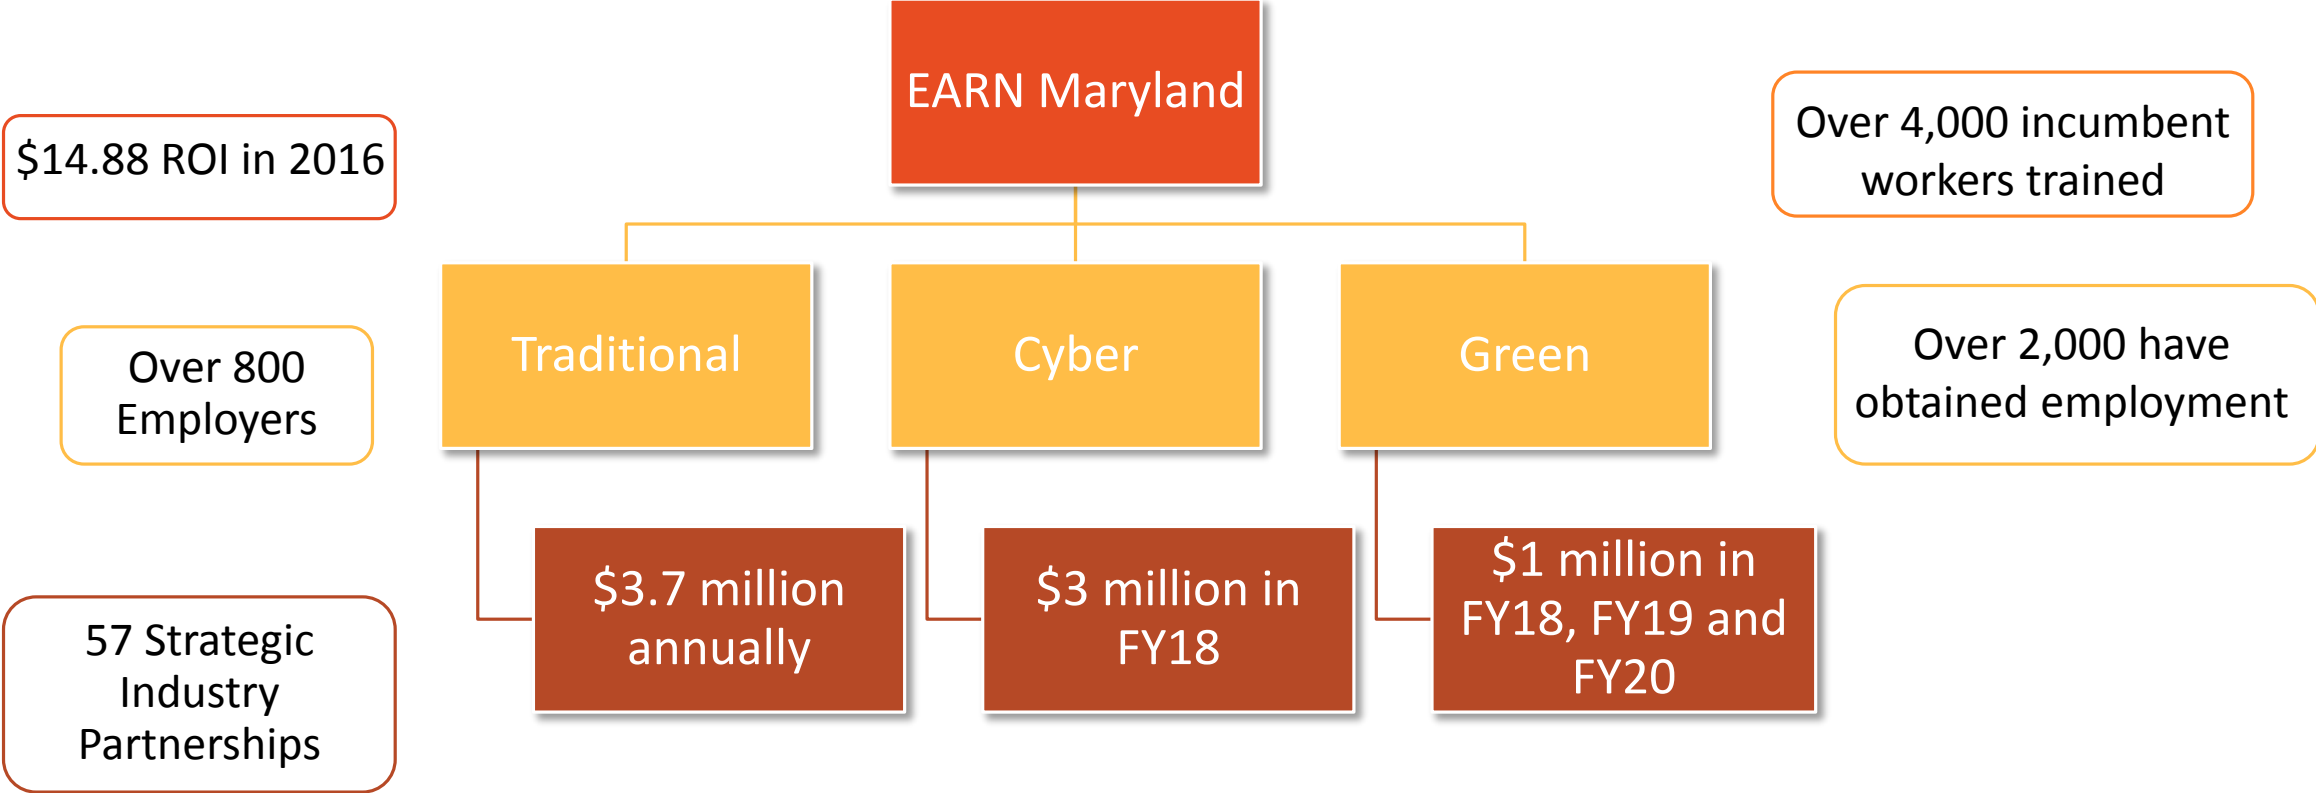 EARN Maryland
$14.88 ROI in 2016
Over 4,000 incumbent
workers trained
Traditional
Cyber
Green
Over 800
Employers
Over 2,000 have
obtained employment
$3.7 million
annually
$3 million in
FY18
$1 million in
FY18, FY19 and
FY20
57 Strategic
Industry
Partnerships